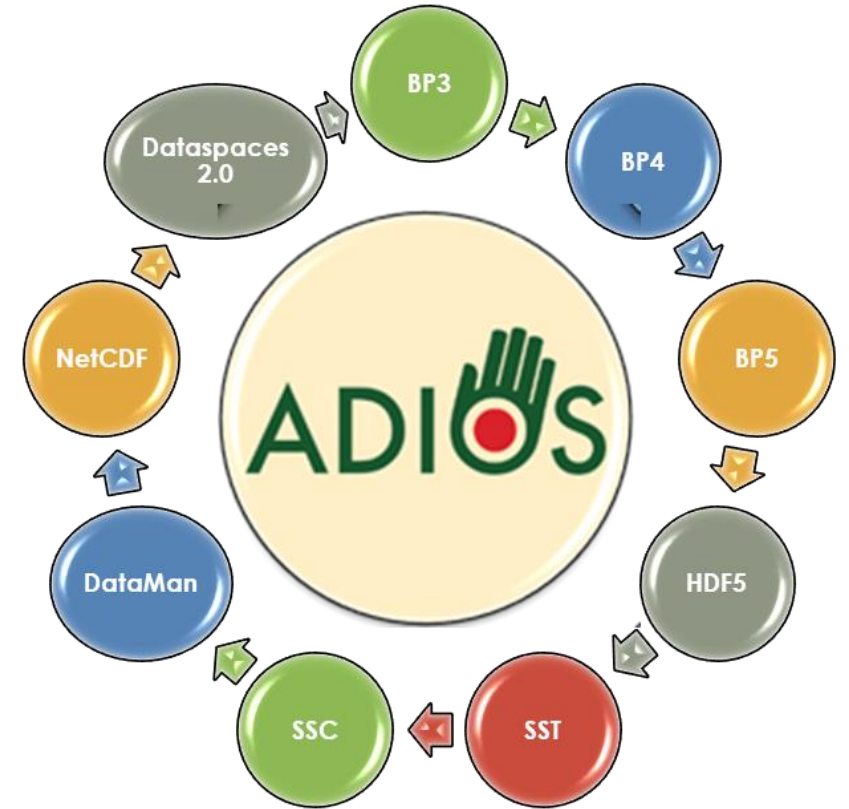 BP3
BP4
BP5
HDF5
SST
SSC
DataMan
NetCDF
Dataspaces
2.0
ADIOS